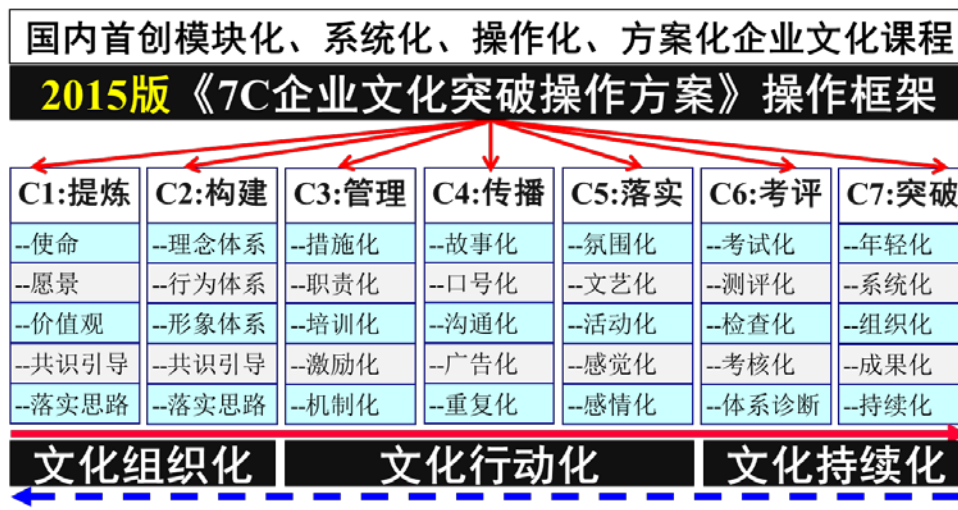 国内首创模块化、系统化、操作化、方案化企业文化课程
2015版《7C企业文化突破操作方案》操作框架
C1:提炼 C2:构建 C3:管理 C4:传播 C5:落实 C6:考评 C7:突破
--使命 --理念体系 --措施化 --故事化 --氛围化 --考试化 --年轻化
--愿景 --行为体系 --职责化 --口号化 --文艺化 --测评化 --系统化
--价值观 --形象体系 --培训化 --沟通化 --活动化 --检查化 --组织化
--共识引导 --共识引导 --激励化 --广告化 --感觉化 --考核化 --成果化
--落实思路 --落实思路 --机制化 --重复化 --感情化 --体系诊断 --持续化
文化组织化 文化行动化 文化持续化